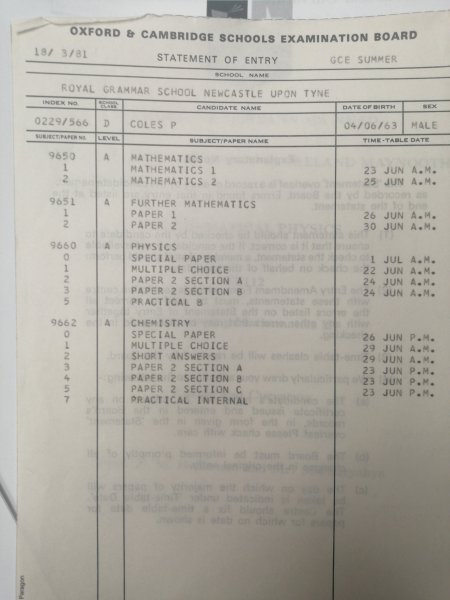 OXFORD & CAMBRIDGE SCHOOLS EXAMINATION BOARD
18/ 3/81 STATEMENT OF ENTRY GCE SUMMER
SCHOOL NAME
ROYAL GRAMMAR SCHOOL NEWCASTLE UPON TYNE
INDEX NO. SCHOOL CLASS CANDIDATE NAME DATE OF BIRTH SEX
0229/566 D COLES P 04/06/63 MALE
SUBJECT/PAPER NO. LEVEL SUBJECT/PAPER NAME TIME-TABLE DATE
9650 A MATHEMATICS
1 MATHEMATICS 1 23 JUN A.M.
2 MATHEMATICS 2 25 JUN A.M.
9651 A FURTHER MATHEMATICS
1 PAPER 1 26 JUN A.M.
2 PAPER 2 30 JUN A.M.
9660 A PHYSICS
0 SPECIAL PAPER 1 JUL A.M.
1 MULTIPLE CHOICE 22 JUN A.M.
2 PAPER 2 SECTION A 24 JUN A.M.
3 PAPER 2 SECTION B 24 JUN A.M.
5 PRACTICAL B
9662 A CHEMISTRY
0 SPECIAL PAPER 26 JUN P.M.
1 MULTIPLE CHOICE 29 JUN A.M.
2 SHORT ANSWERS 29 JUN A.M.
3 PAPER 2 SECTION A 23 JUN P.M.
4 PAPER 2 SECTION B 23 JUN P.M.
5 PAPER 2 SECTION C 23 JUN P.M.
7 PRACTICAL INTERNAL
Paragon